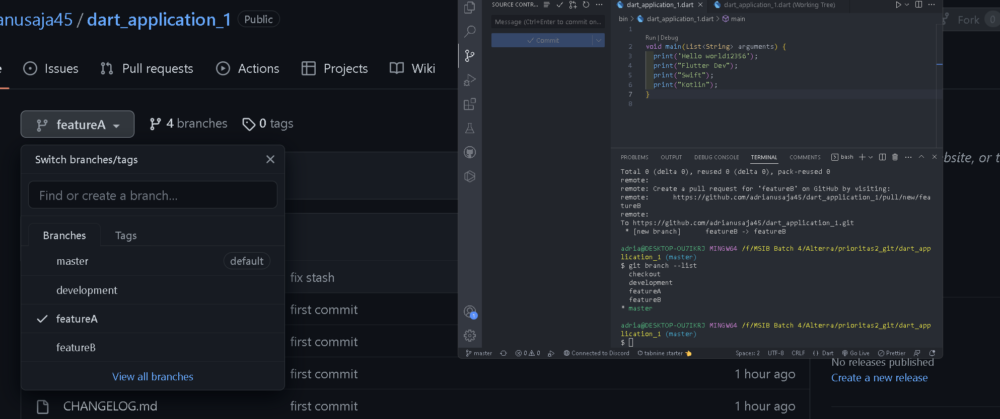 anusaja45 / dart_application_1 Public
Issues Pull requests Actions Projects Wiki
featureA 4 branches 0 tags
Switch branches/tags
Find or create a branch...
Branches Tags
master default
development
featureA
featureB
View all branches
fix stash
first commit
first commit
first commit 1 hour ago
CHANGELOG.md first commit 1 hour ago
SOURCE CONTR...
Message (Ctrl+Enter to commit on...
Commit
1
dart_application_1.dart dart_application_1.dart (Working Tree)
bin > dart_application_1.dart > main
1
Run | Debug
2 void main(List<String> arguments) {
3 print('Hello world12356');
4 print("Flutter Dev");
5 print("Swift");
6 print("Kotlin");
7 }
8
PROBLEMS OUTPUT DEBUG CONSOLE TERMINAL COMMENTS bash
Total 0 (delta 0), reused 0 (delta 0), pack-reused 0
remote:
remote: Create a pull request for 'featureB' on GitHub by visiting:
remote: https://github.com/adrianusaja45/dart_application_1/pull/new/fea
tureB
remote:
To https://github.com/adrianusaja45/dart_application_1.git
* [new branch] featureB -> featureB
adria@DESKTOP-OU7IKRJ MINGW64 /f/MSIB Batch 4/Alterra/prioritas2_git/dart_app
lication_1 (master)
$ git branch --list
checkout
development
featureA
featureB
* master
adria@DESKTOP-OU7IKRJ MINGW64 /f/MSIB Batch 4/Alterra/prioritas2_git/dart_app
lication_1 (master)
$
master 0 0 Connected to Discord tabnine starter Spaces: 2 UTF-8 CRLF {} Dart Go Live Prettier
Fork 0
bsite, or t
No releases published
Create a new release